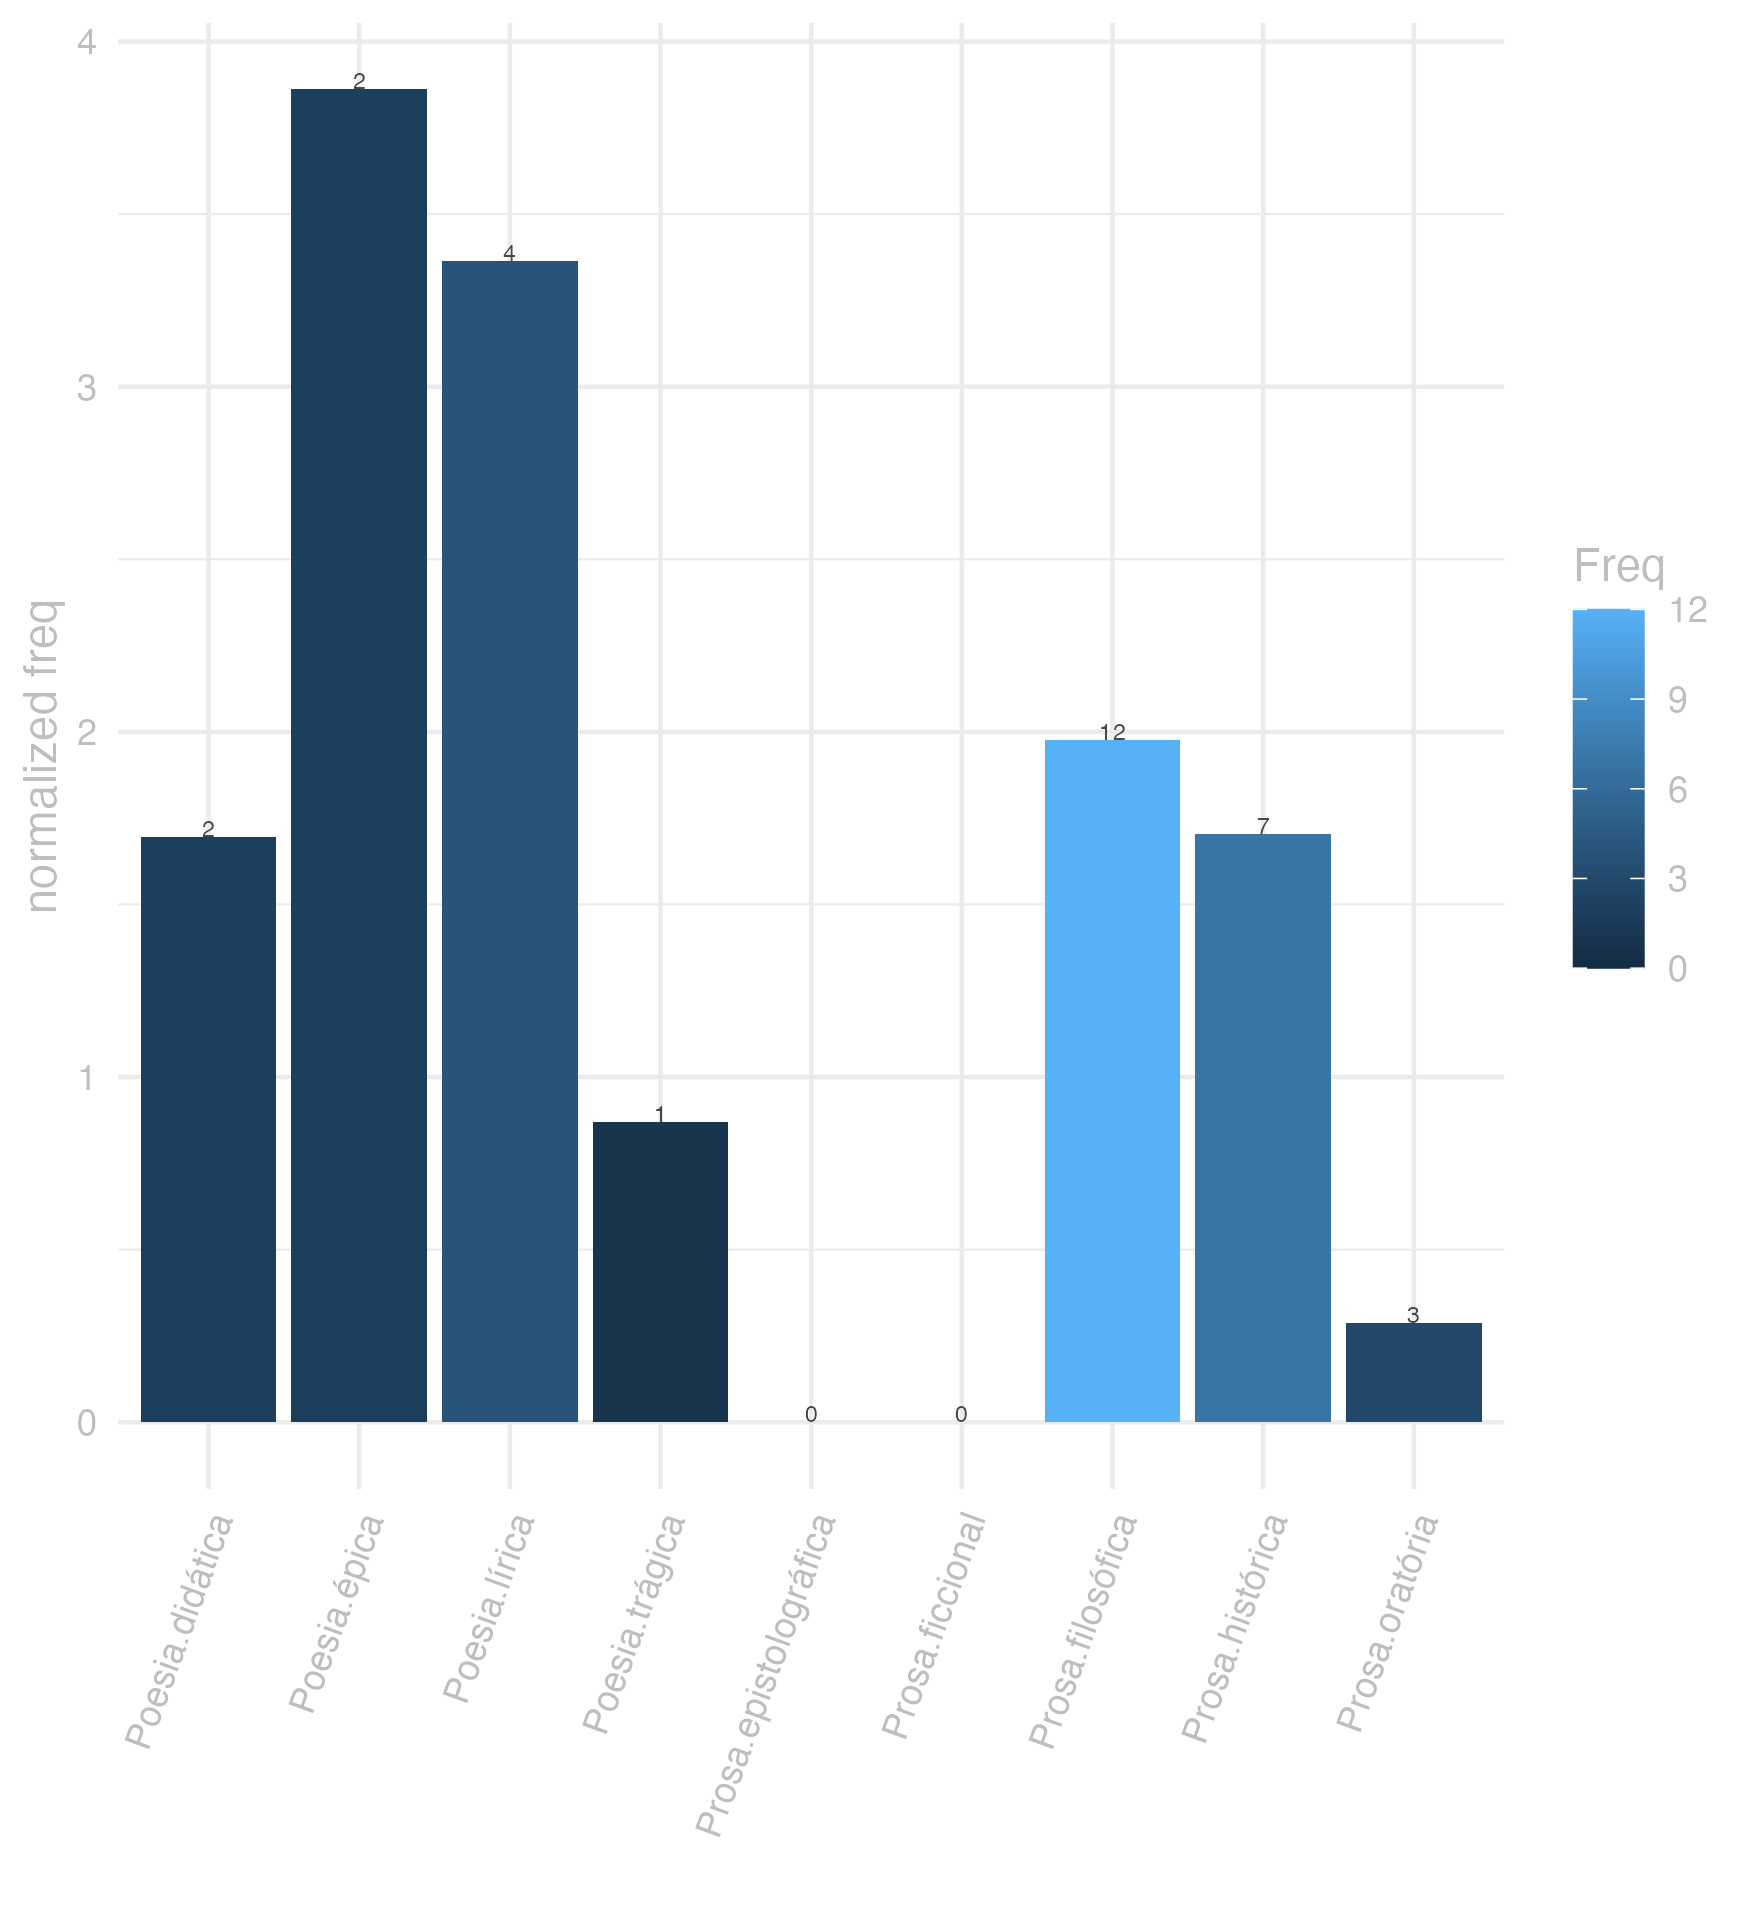 normalized freq
4
3
2
1
0
2
2
4
1
0
0
12
7
3
Poesia.didática
Poesia.épica
Poesia.lírica
Poesia.trágica
Prosa.epistolográfica
Prosa.ficcional
Prosa.filosófica
Prosa.histórica
Prosa.oratória
Freq
12
9
6
3
0